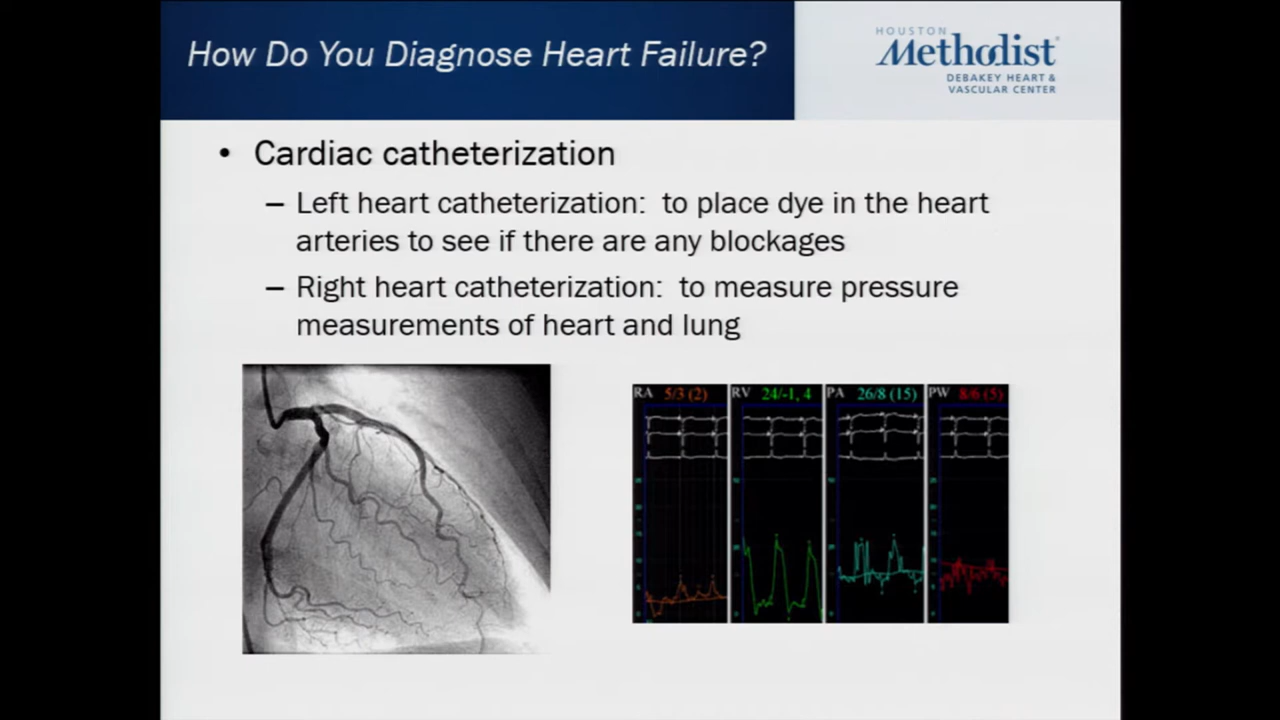 How Do You Diagnose Heart Failure?
HOUSTON
Methodist
DEBAKEY HEART &
VASCULAR CENTER
• Cardiac catheterization
– Left heart catheterization: to place dye in the heart
arteries to see if there are any blockages
– Right heart catheterization: to measure pressure
measurements of heart and lung
RA 5/3 (2) RV 24/-1, 4 PA 26/8 (15) PW 8/6 (5)